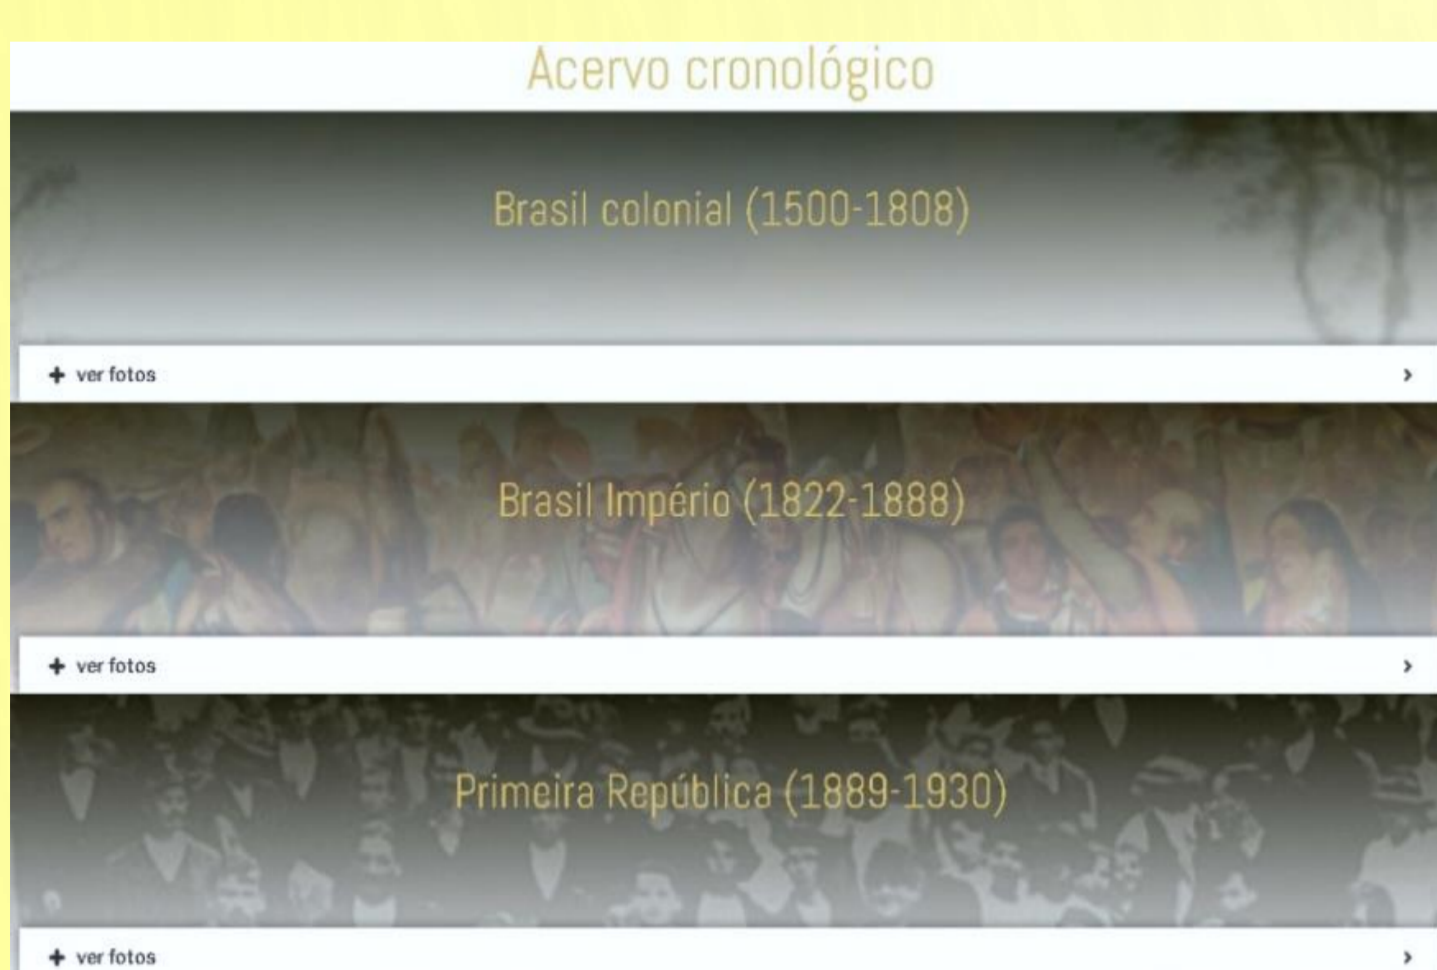 Acervo cronológico
Brasil colonial (1500-1808)
+ ver fotos >
Brasil Império (1822-1888)
+ ver fotos >
Primeira República (1889-1930)
+ ver fotos >